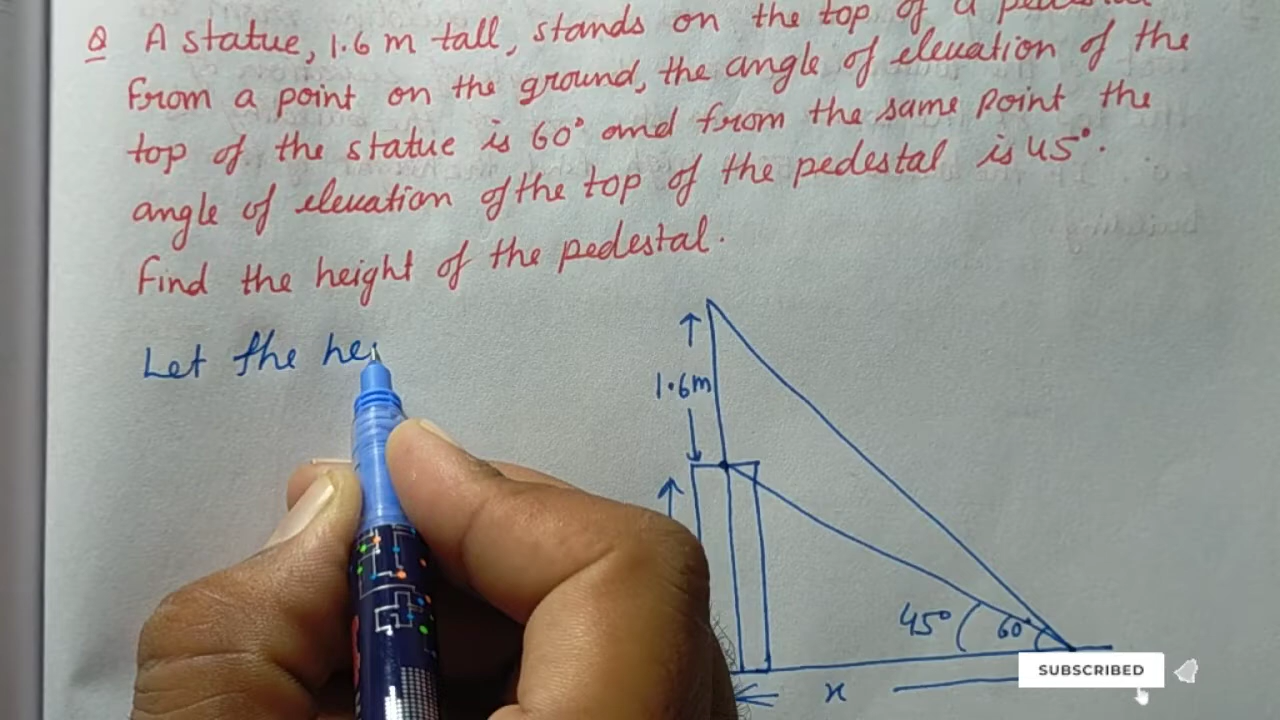 Q A statue, 1.6 m tall, stands on the top of a
from a point on the ground, the angle of elevation of the
top of the statue is 60° and from the same point the
angle of elevation of the top of the pedestal is 45°.
Find the height of the pedestal.
Let the he
1.6m
45°
60°
x
SUBSCRIBED